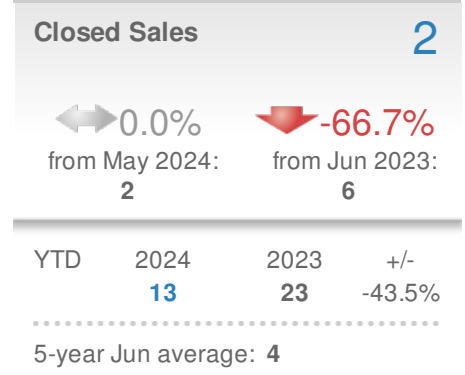 Closed Sales 2
0.0% -66.7%
from May 2024: from Jun 2023:
2 6
YTD 2024 2023 +/-
13 23 -43.5%
5-year Jun average: 4